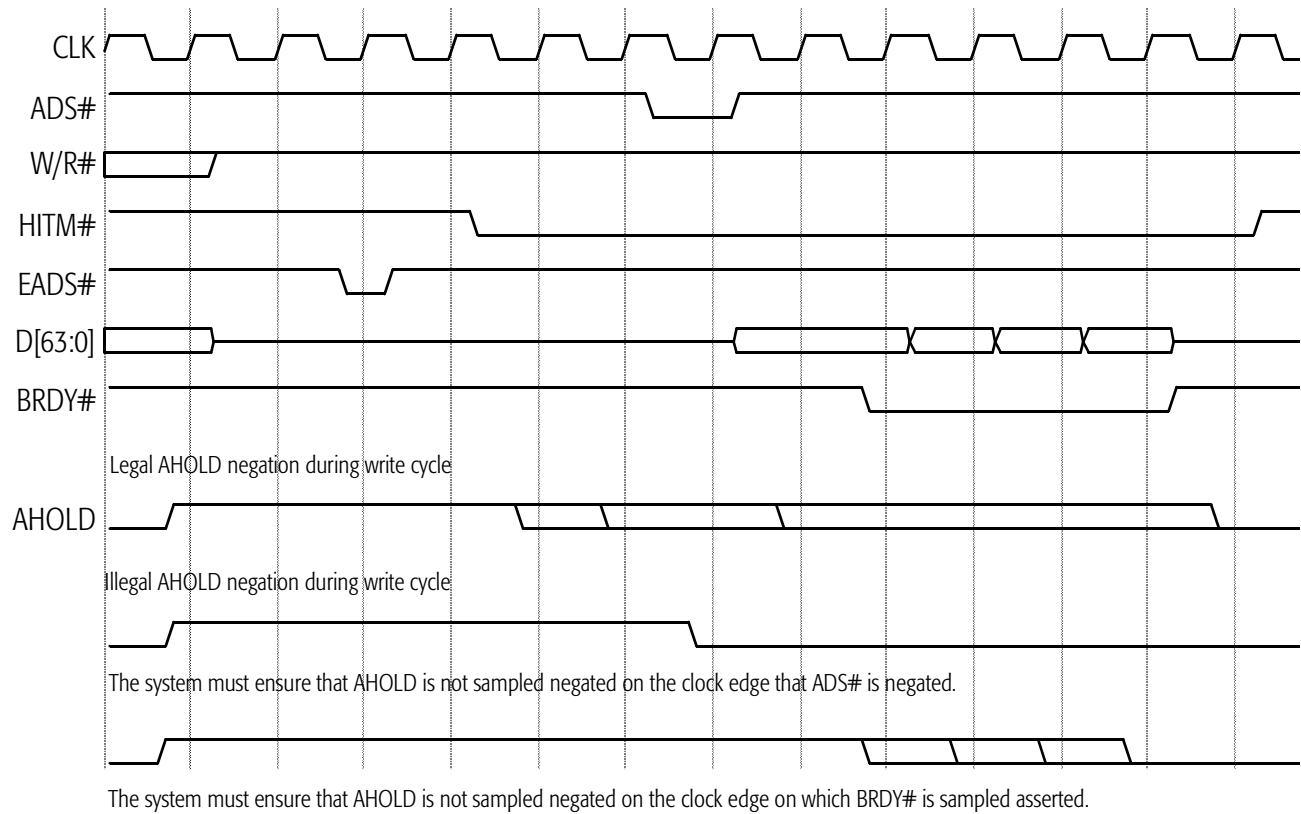 CLK
ADS#
W/R#
HITM#
EADS#
D[63:0]
BRDY#
Legal AHOLD negation during write cycle
AHOLD
Illegal AHOLD negation during write cycle
The system must ensure that AHOLD is not sampled negated on the clock edge that ADS# is negated.
The system must ensure that AHOLD is not sampled negated on the clock edge on which BRDY# is sampled asserted.